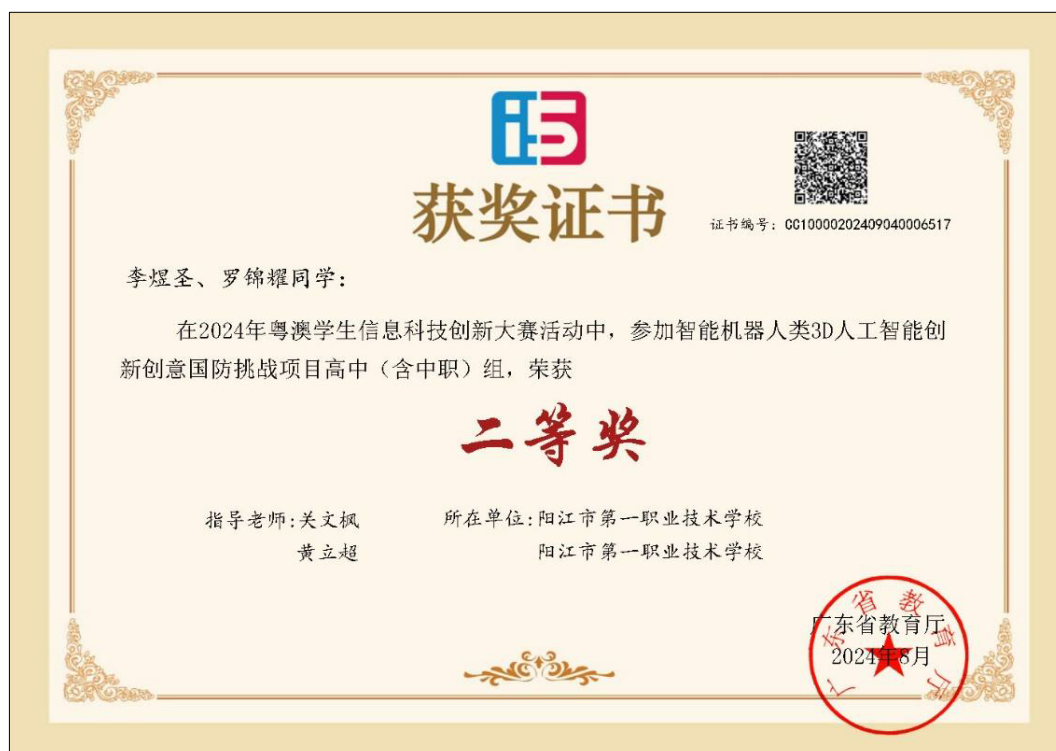 获奖证书
证书编号：GG10000202409040006517
李煜圣、罗锦耀同学：
在2024年粤澳学生信息科技创新大赛活动中，参加智能机器人类3D人工智能创
新创意国防挑战项目高中（含中职）组，荣获
二等奖
指导老师:关文枫 所在单位:阳江市第一职业技术学校
黄立超 阳江市第一职业技术学校
广东省教育厅
广东省教育厅
2024年8月